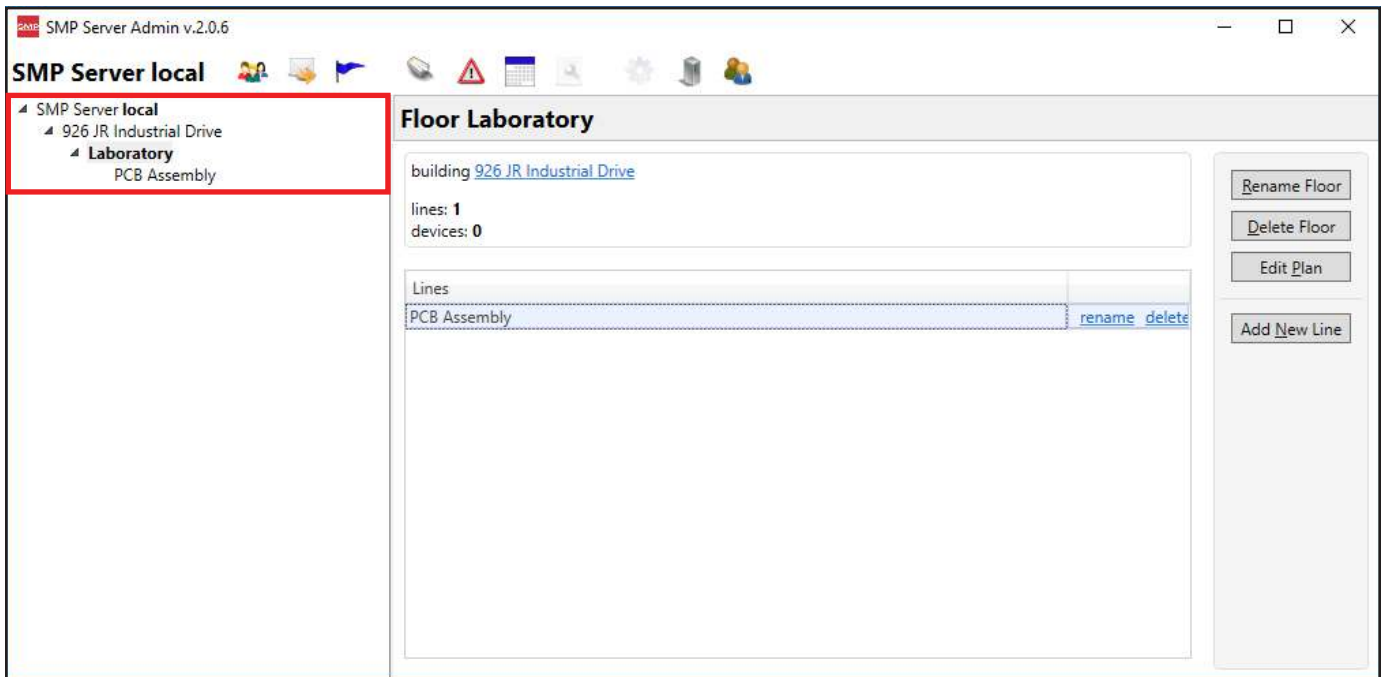 SMP SMP Server Admin v.2.0.6
SMP Server local
SMP Server local
926 JR Industrial Drive
Laboratory
PCB Assembly
Floor Laboratory
building 926 JR Industrial Drive
lines: 1
devices: 0
Lines
PCB Assembly rename delete
Rename Floor
Delete Floor
Edit Plan
Add New Line